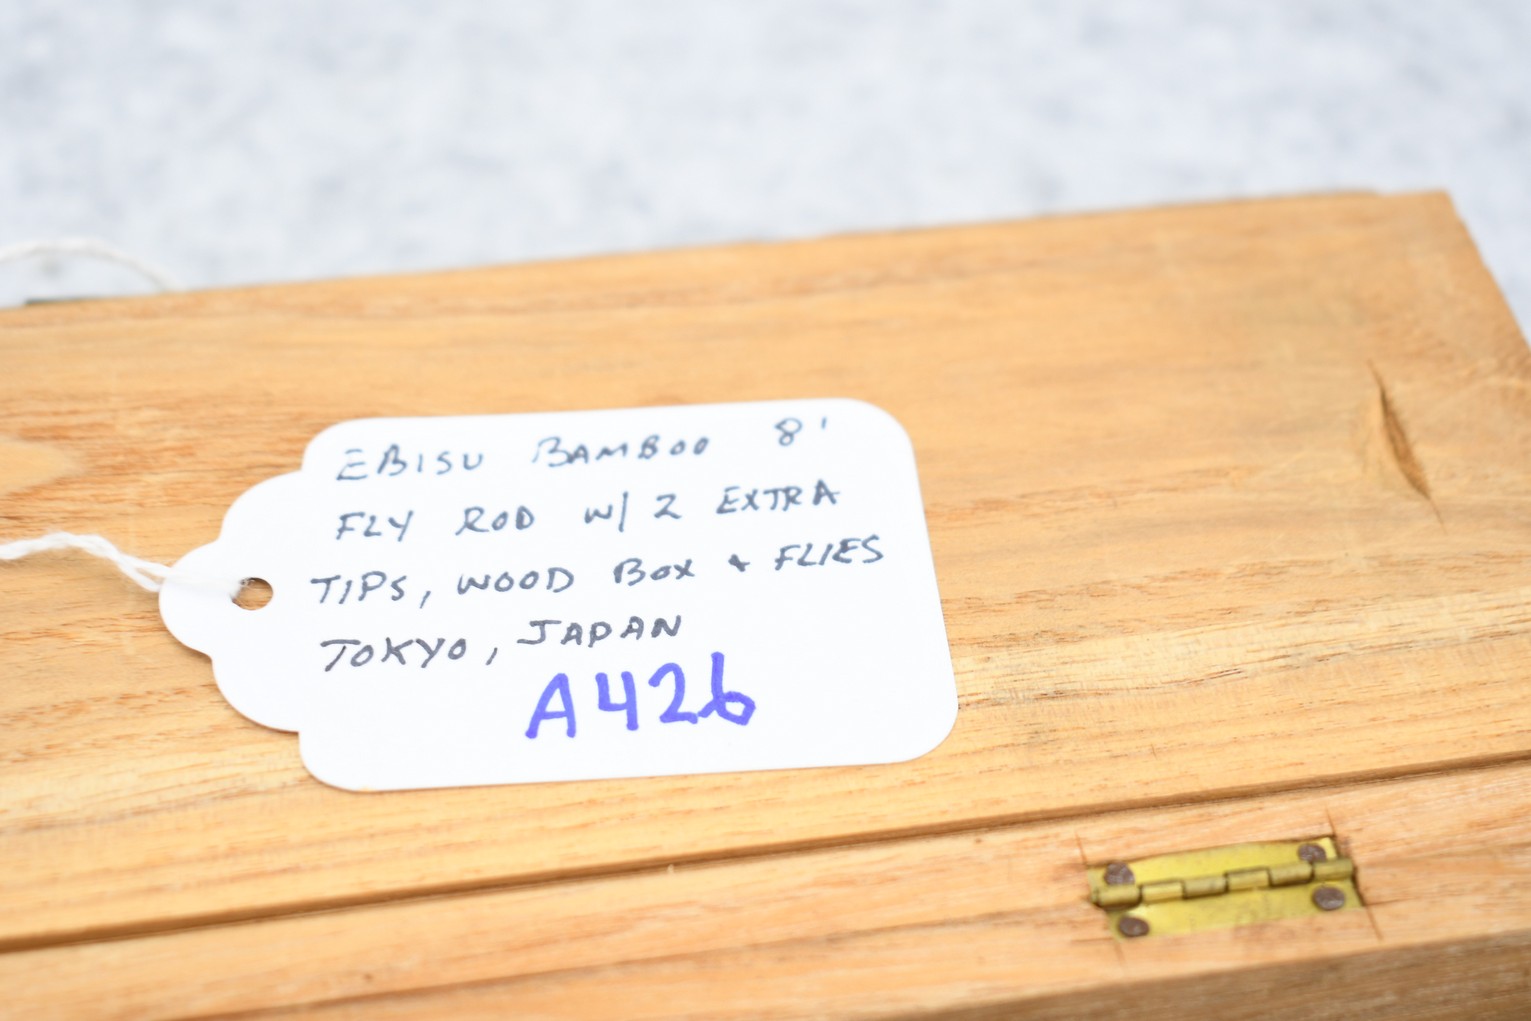 EBISU BAMBOO 8'
FLY ROD W/ 2 EXTRA
TIPS, WOOD BOX + FLIES
TOKYO, JAPAN
A426